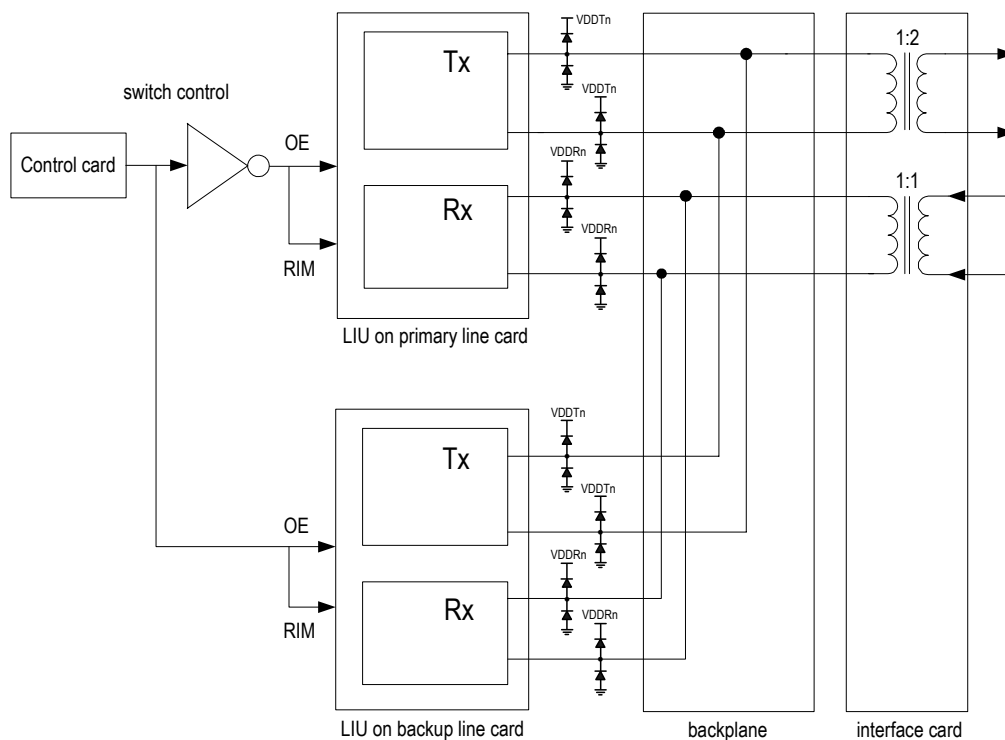 VDDTn
1:2
Tx
switch control
VDDTn
OE
Control card
VDDRn
1:1
Rx
VDDRn
RIM
LIU on primary line card
VDDTn
Tx
VDDTn
OE
VDDRn
Rx
VDDRn
RIM
LIU on backup line card
backplane
interface card